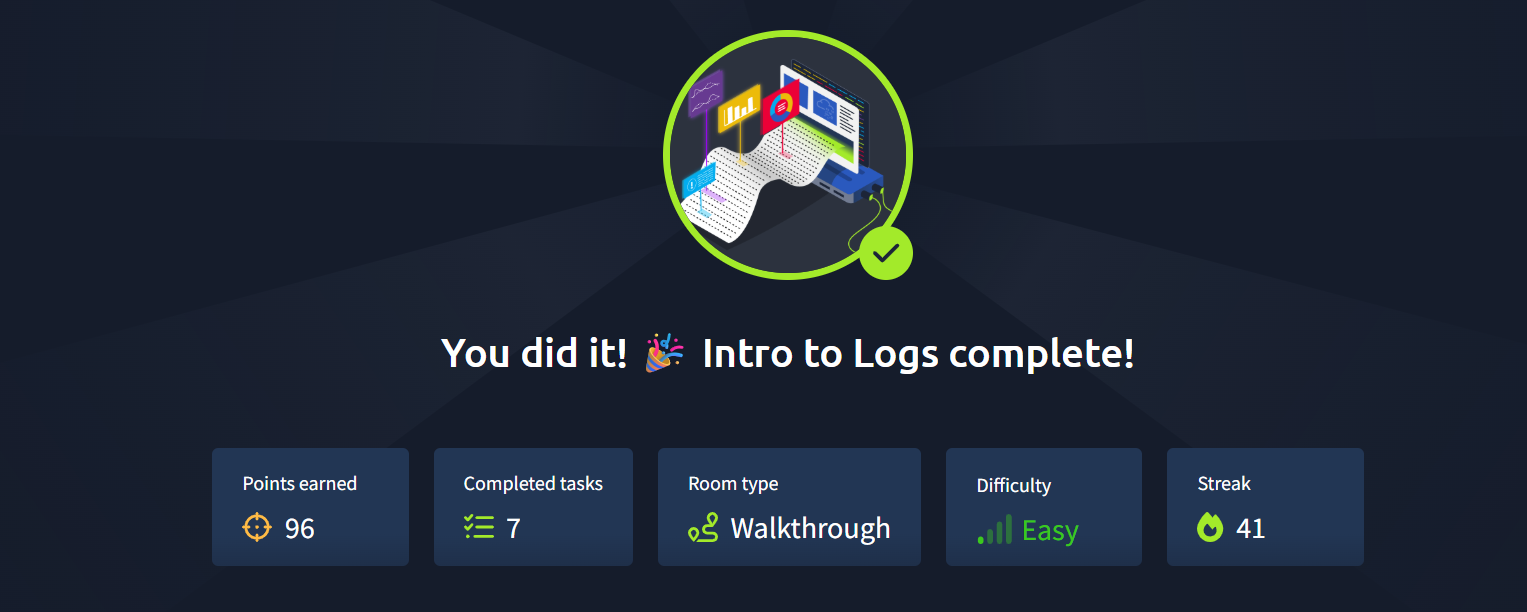 You did it! 🎉 Intro to Logs complete!
Points earned
96
Completed tasks
7
Room type
Walkthrough
Difficulty
Easy
Streak
41